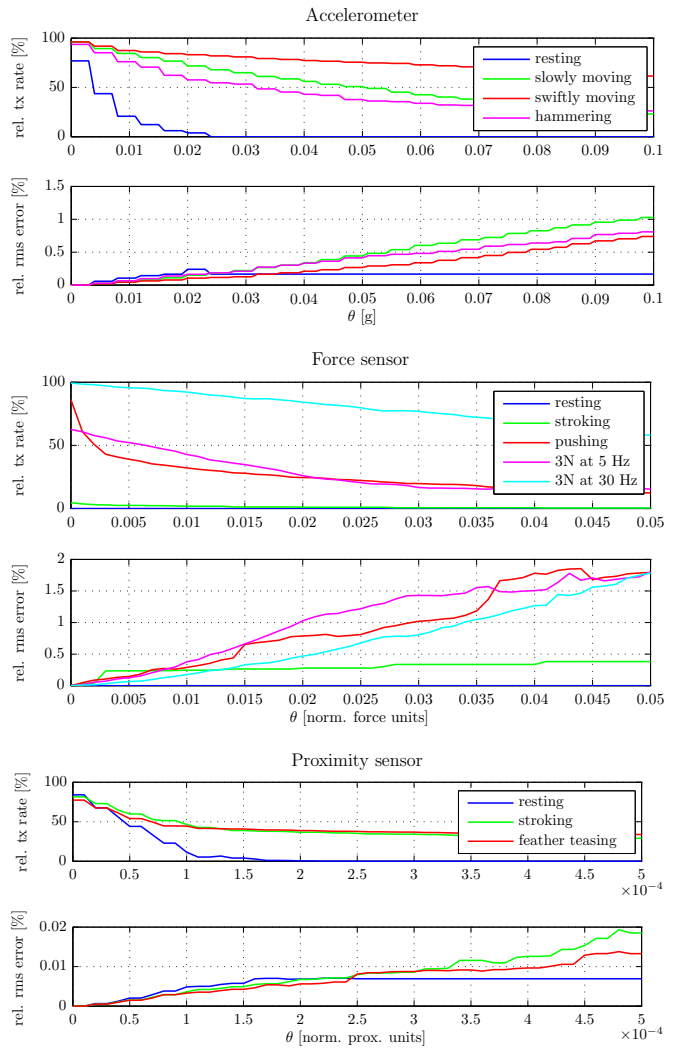 Accelerometer
rel. tx rate [%]
100
50
0
resting
slowly moving
swiftly moving
hammering
0 0.01 0.02 0.03 0.04 0.05 0.06 0.07 0.08 0.09 0.1
rel. rms error [%]
1.5
1
0.5
0
0 0.01 0.02 0.03 0.04 0.05 0.06 0.07 0.08 0.09 0.1
θ [g]
Force sensor
rel. tx rate [%]
100
50
0
resting
stroking
pushing
3N at 5 Hz
3N at 30 Hz
0 0.005 0.01 0.015 0.02 0.025 0.03 0.035 0.04 0.045 0.05
rel. rms error [%]
2
1.5
1
0.5
0
0 0.005 0.01 0.015 0.02 0.025 0.03 0.035 0.04 0.045 0.05
θ [norm. force units]
Proximity sensor
rel. tx rate [%]
100
50
0
resting
stroking
feather teasing
0 0.5 1 1.5 2 2.5 3 3.5 4 4.5 5
×10⁻⁴
rel. rms error [%]
0.02
0.01
0
0 0.5 1 1.5 2 2.5 3 3.5 4 4.5 5
×10⁻⁴
θ [norm. prox. units]